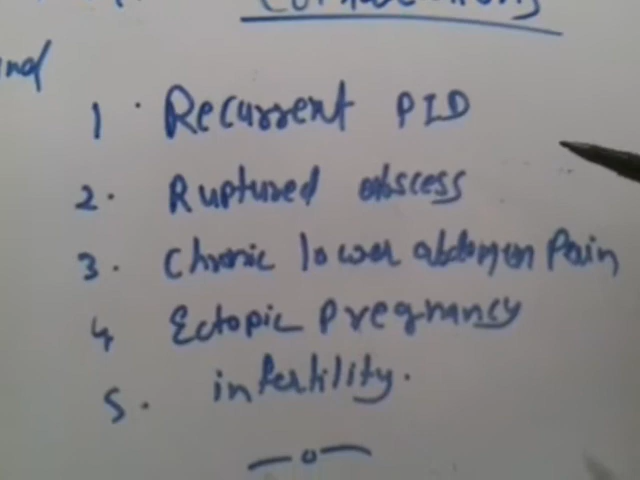 1. Recurrent PID
2. Ruptured abscess
3. Chronic lower abdomen Pain
4 Ectopic Pregnancy
5. infertility.